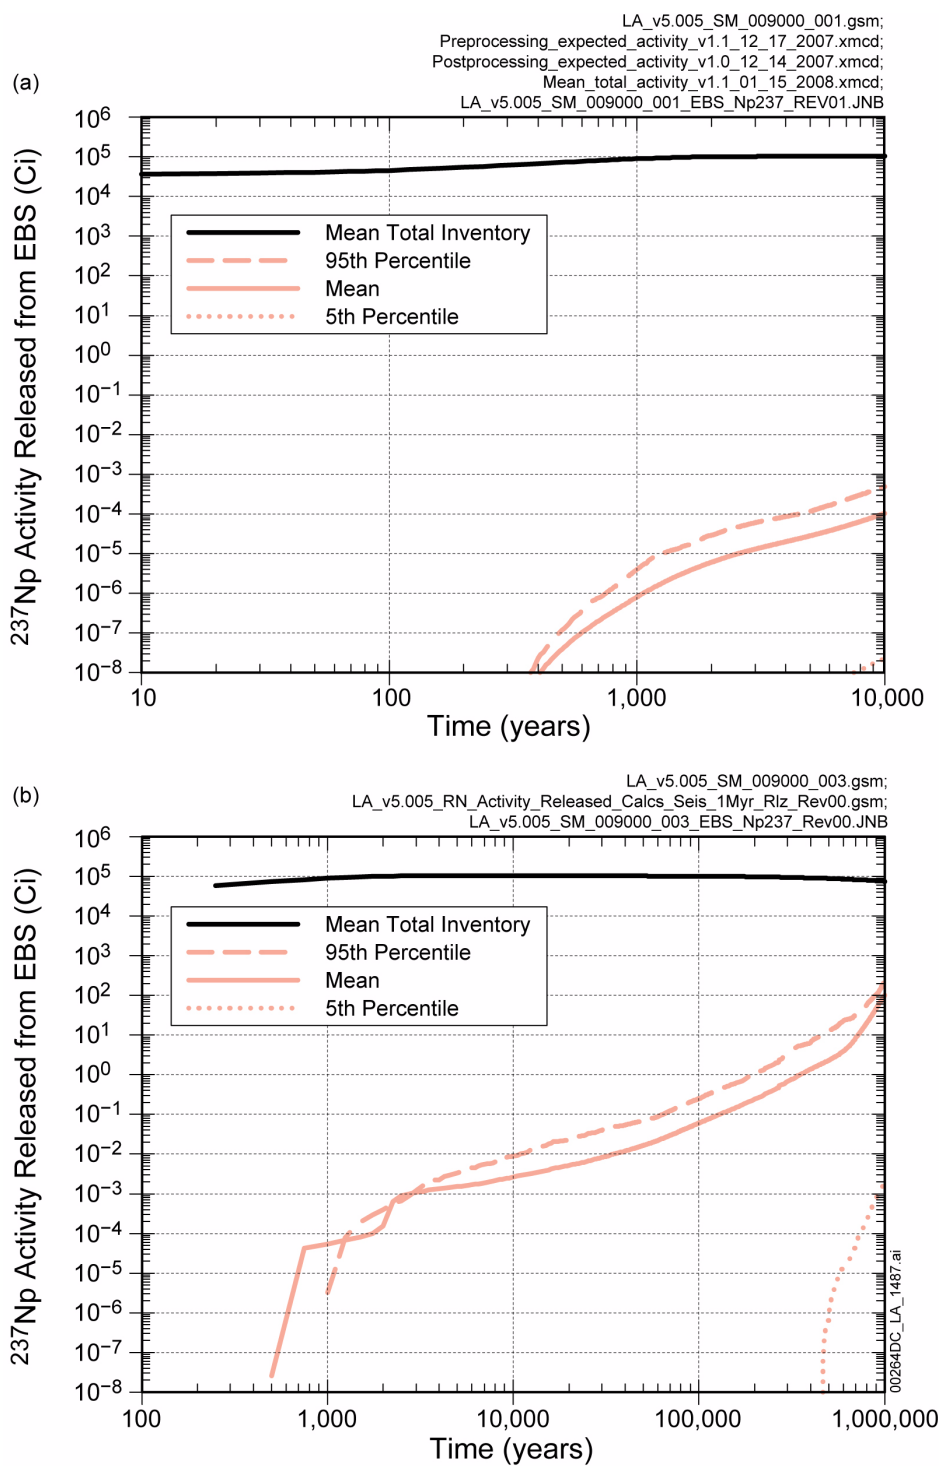 LA_v5.005_SM_009000_001.gsm;
Preprocessing_expected_activity_v1.1_12_17_2007.xmcd;
Postprocessing_expected_activity_v1.0_12_14_2007.xmcd;
Mean_total_activity_v1.1_01_15_2008.xmcd;
LA_v5.005_SM_009000_001_EBS_Np237_REV01.JNB
(a)
²³⁷Np Activity Released from EBS (Ci)
10⁶
10⁵
10⁴
10³
10²
10¹
10⁰
10⁻¹
10⁻²
10⁻³
10⁻⁴
10⁻⁵
10⁻⁶
10⁻⁷
10⁻⁸
Mean Total Inventory
95th Percentile
Mean
5th Percentile
10 100 1,000 10,000
Time (years)
LA_v5.005_SM_009000_003.gsm;
LA_v5.005_RN_Activity_Released_Calcs_Seis_1Myr_Rlz_Rev00.gsm;
LA_v5.005_SM_009000_003_EBS_Np237_Rev00.JNB
(b)
²³⁷Np Activity Released from EBS (Ci)
10⁶
10⁵
10⁴
10³
10²
10¹
10⁰
10⁻¹
10⁻²
10⁻³
10⁻⁴
10⁻⁵
10⁻⁶
10⁻⁷
10⁻⁸
Mean Total Inventory
95th Percentile
Mean
5th Percentile
00264DC_LA_1487.ai
100 1,000 10,000 100,000 1,000,000
Time (years)